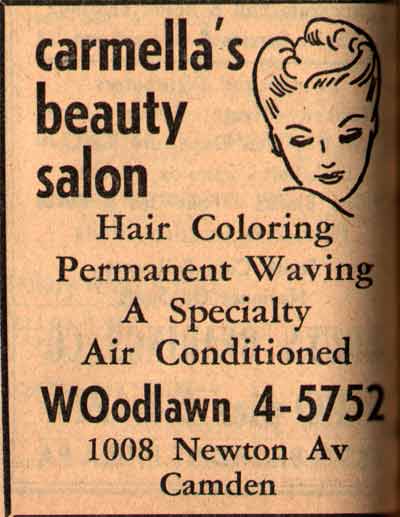 carmella's
beauty
salon
Hair Coloring
Permanent Waving
A Specialty
Air Conditioned
WOodlawn 4-5752
1008 Newton Av
Camden